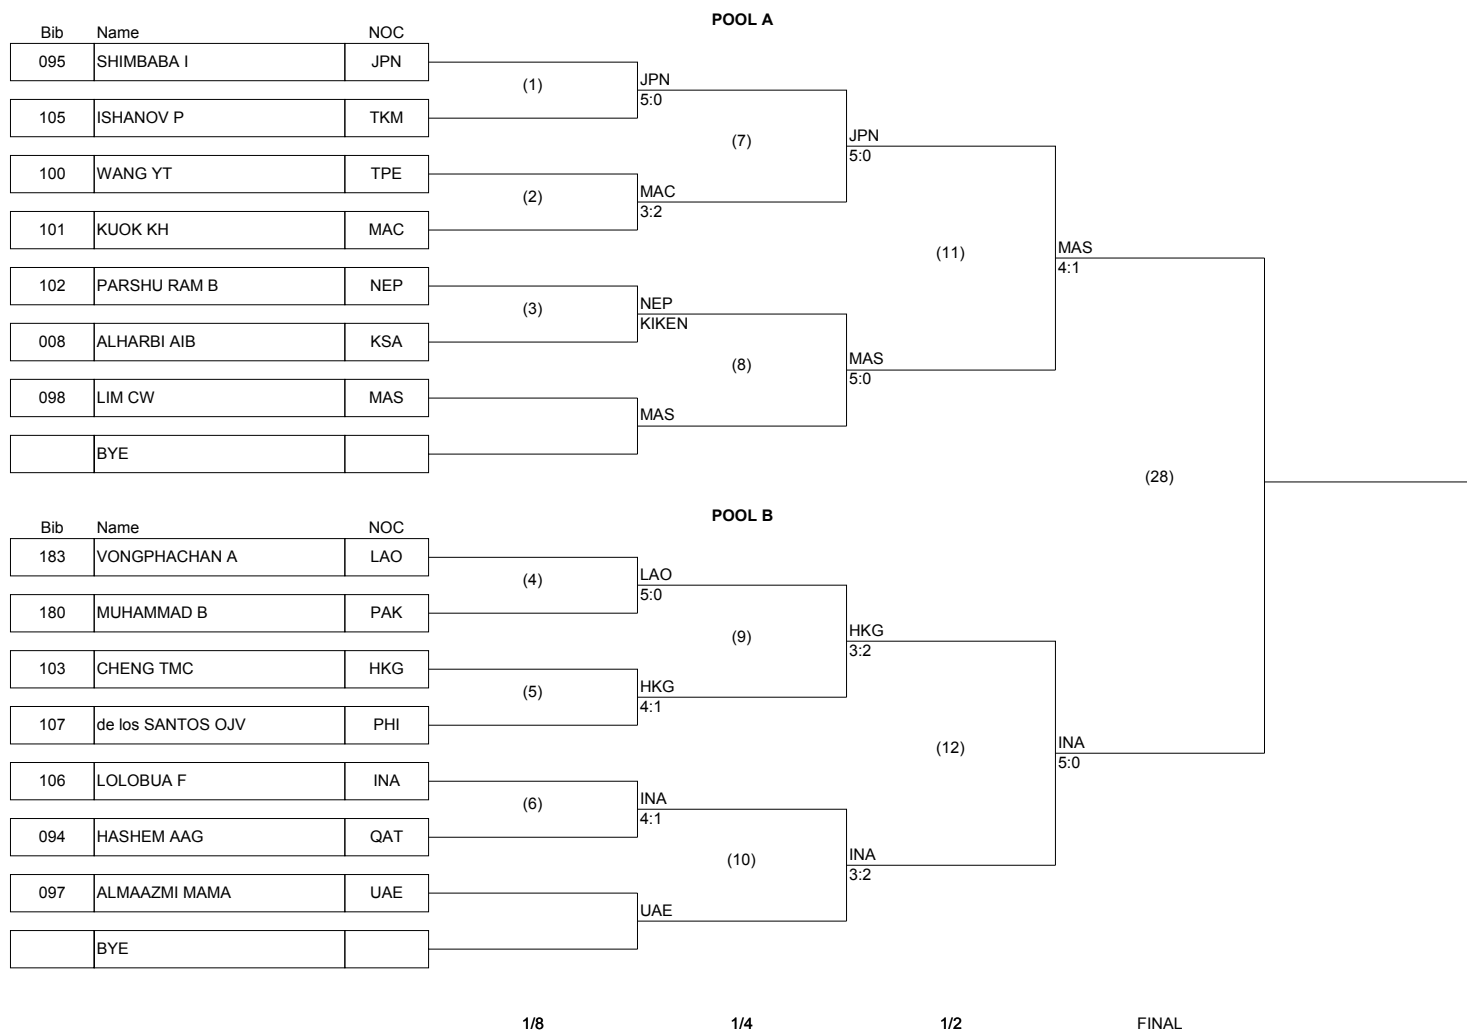 POOL A
Bib Name NOC
095 SHIMBABA I JPN
(1)
JPN
5:0
105 ISHANOV P TKM
(7)
JPN
5:0
100 WANG YT TPE
(2)
MAC
3:2
101 KUOK KH MAC
(11)
MAS
4:1
102 PARSHU RAM B NEP
(3)
NEP
KIKEN
008 ALHARBI AIB KSA
(8)
MAS
5:0
098 LIM CW MAS
MAS
BYE
(28)
POOL B
Bib Name NOC
183 VONGPHACHAN A LAO
(4)
LAO
5:0
180 MUHAMMAD B PAK
(9)
HKG
3:2
103 CHENG TMC HKG
(5)
HKG
4:1
107 de los SANTOS OJV PHI
(12)
INA
5:0
106 LOLOBUA F INA
(6)
INA
4:1
094 HASHEM AAG QAT
(10)
INA
3:2
097 ALMAAZMI MAMA UAE
UAE
BYE
1/8 1/4 1/2 FINAL